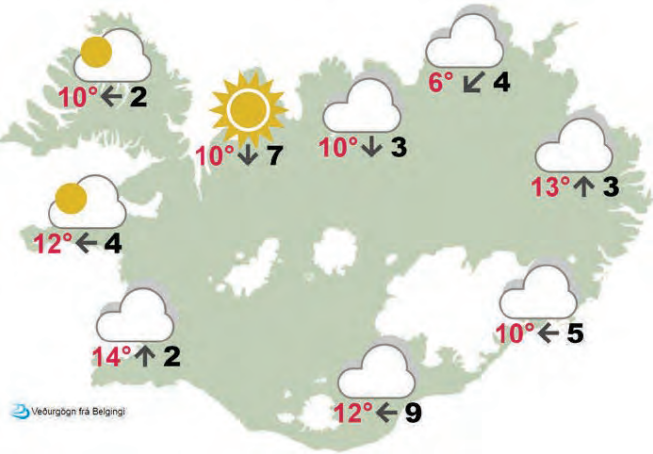 6° ↙ 4
10° ← 2
10° ↓ 7
10° ↓ 3
13° ↑ 3
12° ← 4
10° ← 5
14° ↑ 2
12° ← 9
Veðurgögn frá Belgingi